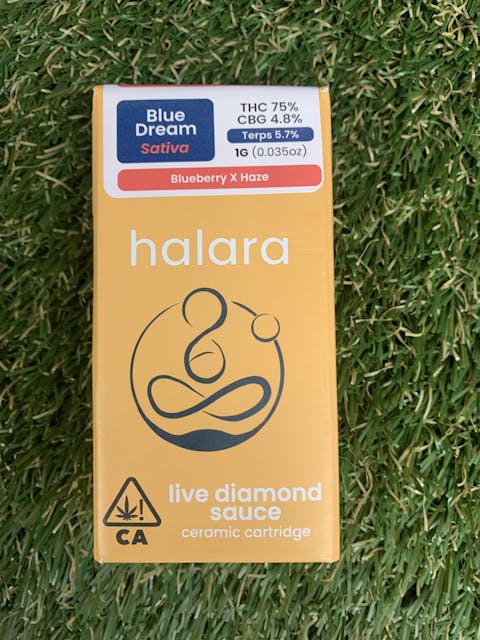 Blue
Dream
Sativa
THC 75%
CBG 4.8%
Terps 5.7%
1G (0.035oz)
Blueberry X Haze
halara
live diamond
sauce
ceramic cartridge
!
CA